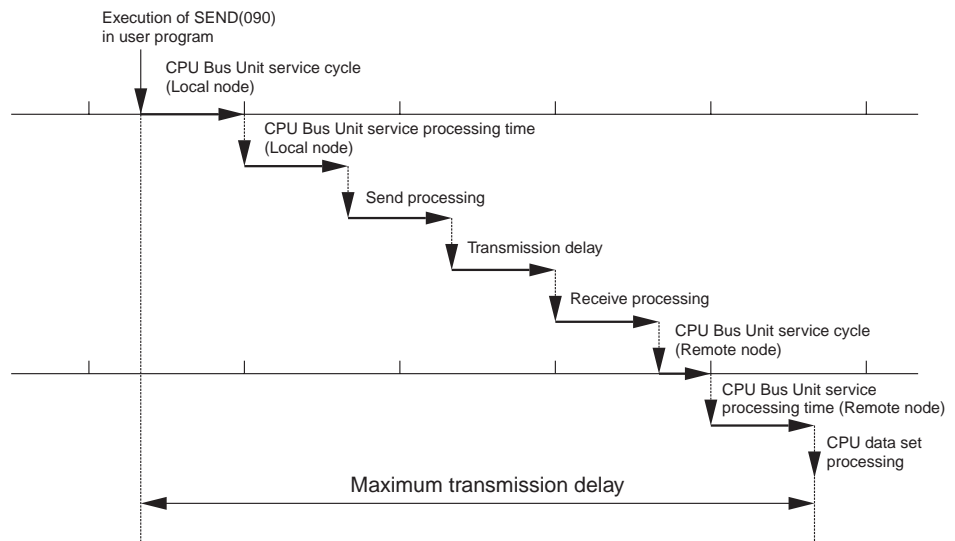 Execution of SEND(090)
in user program
CPU Bus Unit service cycle
(Local node)
CPU Bus Unit service processing time
(Local node)
Send processing
Transmission delay
Receive processing
CPU Bus Unit service cycle
(Remote node)
CPU Bus Unit service
processing time (Remote node)
CPU data set
processing
Maximum transmission delay